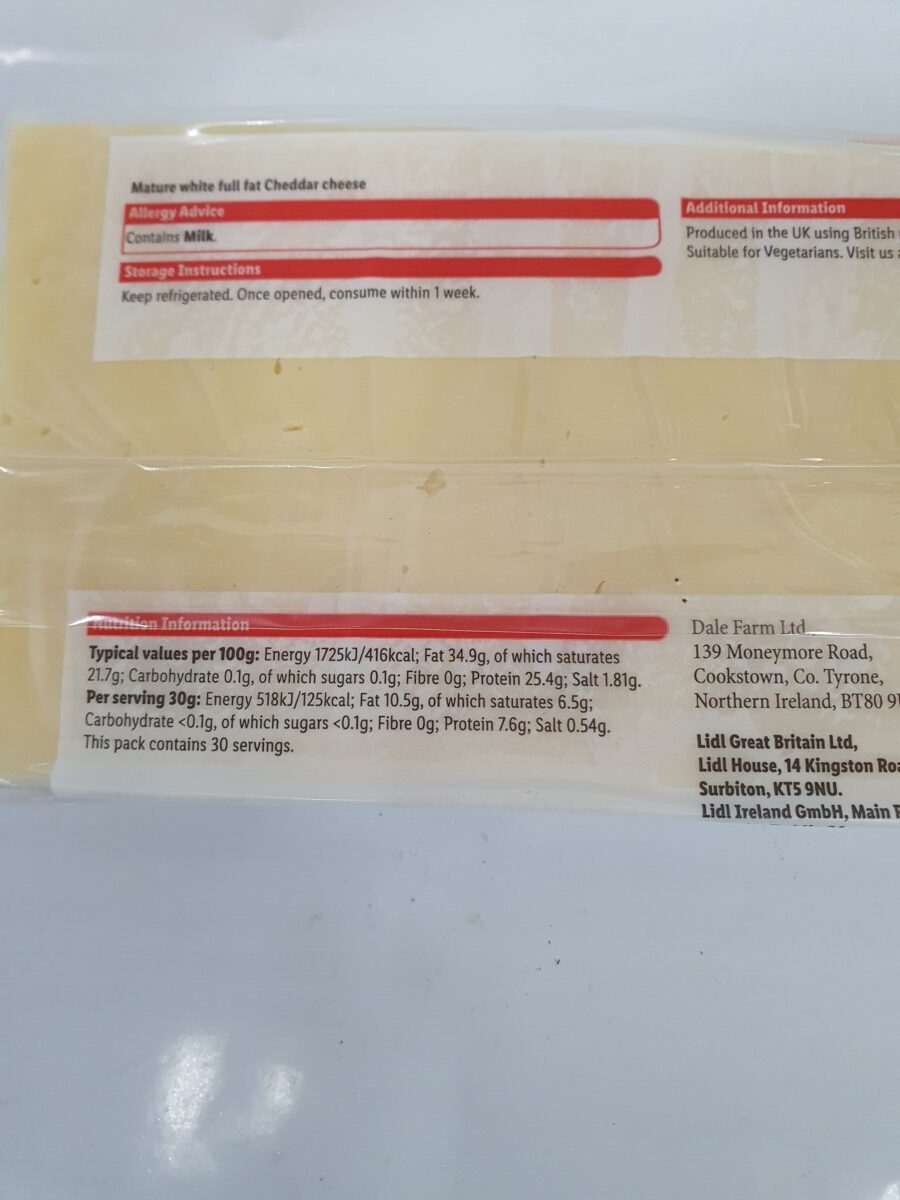 Mature white full fat Cheddar cheese
Allergy Advice
Contains Milk.
Storage Instructions
Keep refrigerated. Once opened, consume within 1 week.
Additional Information
Produced in the UK using British
Suitable for Vegetarians. Visit us
Nutrition Information
Typical values per 100g: Energy 1725kJ/416kcal; Fat 34.9g, of which saturates
21.7g; Carbohydrate 0.1g, of which sugars 0.1g; Fibre 0g; Protein 25.4g; Salt 1.81g.
Per serving 30g: Energy 518kJ/125kcal; Fat 10.5g, of which saturates 6.5g;
Carbohydrate <0.1g, of which sugars <0.1g; Fibre 0g; Protein 7.6g; Salt 0.54g.
This pack contains 30 servings.
Dale Farm Ltd.,
139 Moneymore Road,
Cookstown, Co. Tyrone,
Northern Ireland, BT80 9
Lidl Great Britain Ltd,
Lidl House, 14 Kingston Roa
Surbiton, KT5 9NU.
Lidl Ireland GmbH, Main